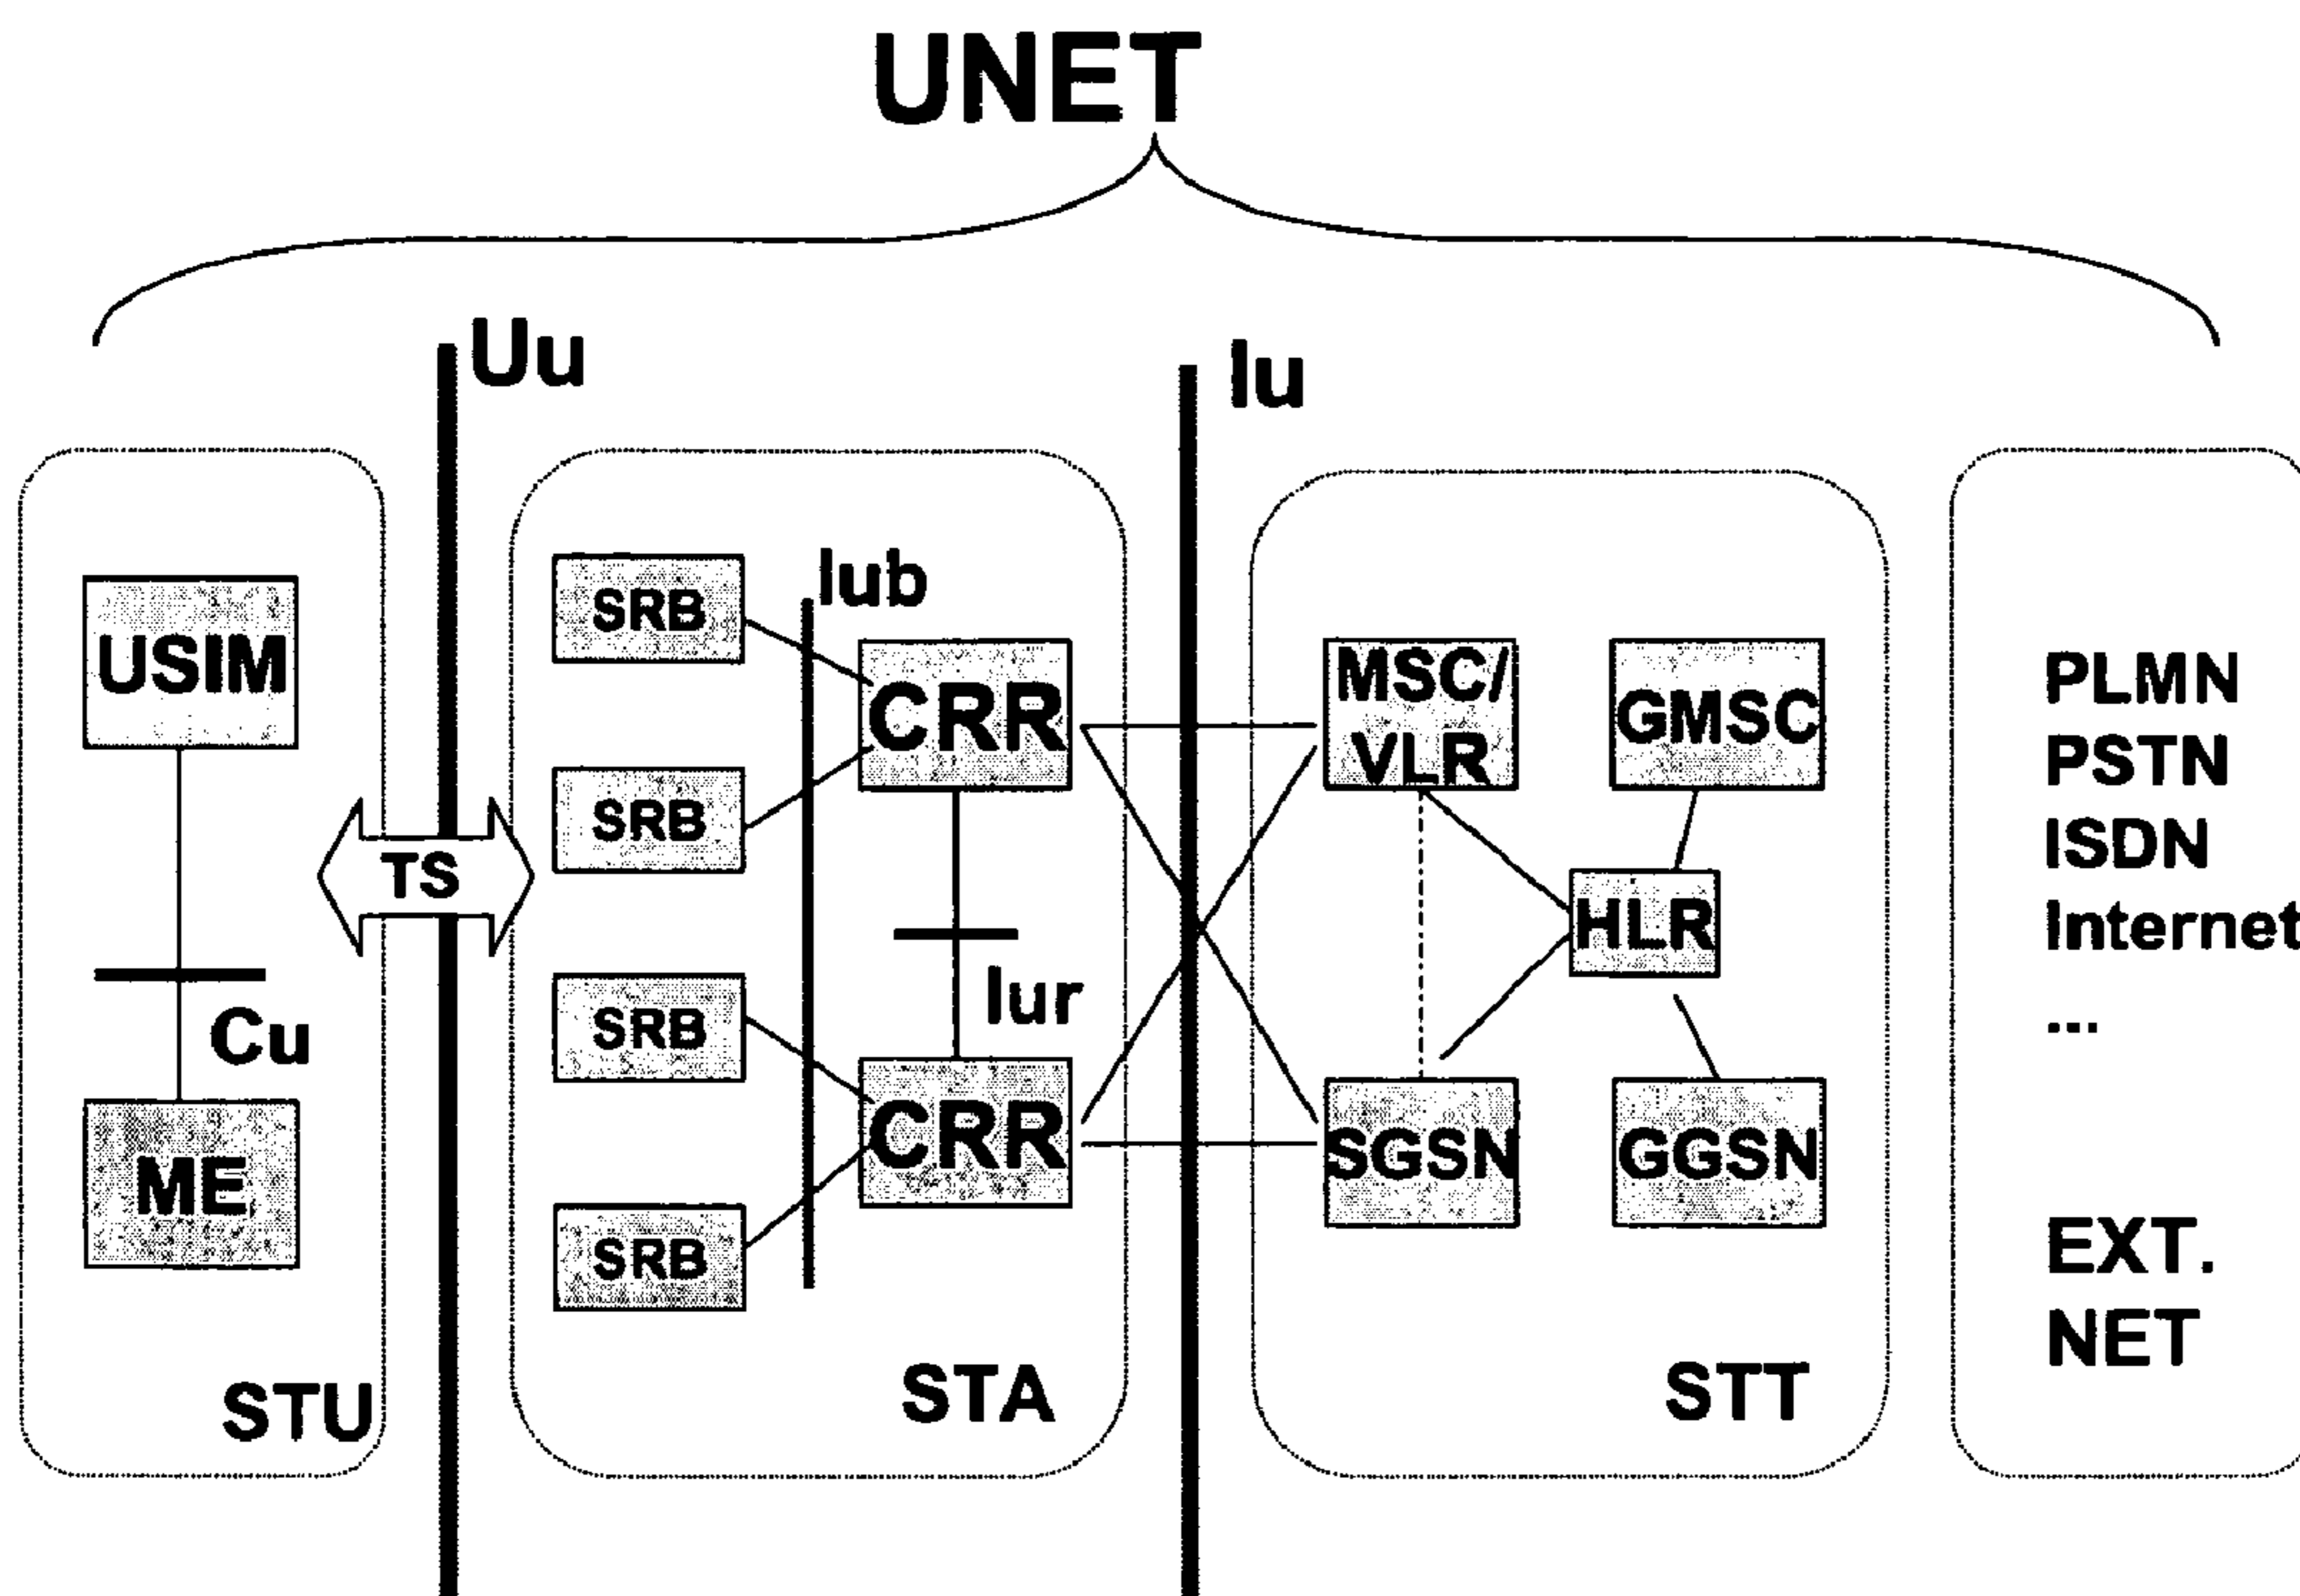 UNET
Uu
Iu
USIM
Cu
ME
STU
TS
SRB
SRB
SRB
SRB
Iub
CRR
Iur
CRR
STA
MSC/
VLR
GMSC
HLR
SGSN
GGSN
STT
PLMN
PSTN
ISDN
Internet
...
EXT.
NET